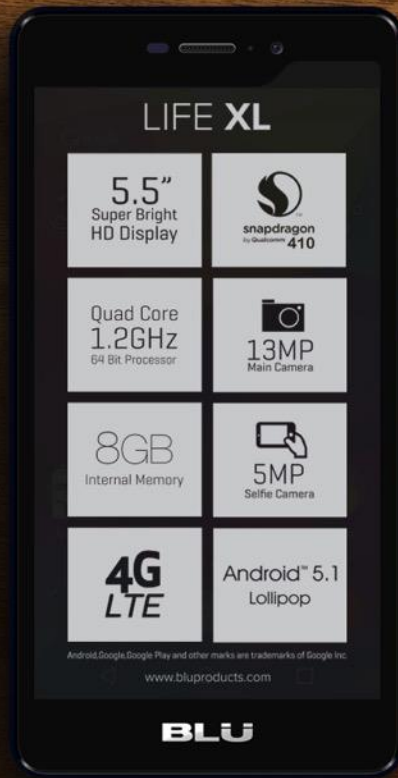 LIFE XL
5.5"
Super Bright
HD Display
snapdragon™
by Qualcomm 410
Quad Core
1.2GHz
64 Bit Processor
13MP
Main Camera
8GB
Internal Memory
5MP
Selfie Camera
4G
LTE
Android™ 5.1
Lollipop
Android,Google,Google Play and other marks are trademarks of Google Inc.
www.bluproducts.com
BLU